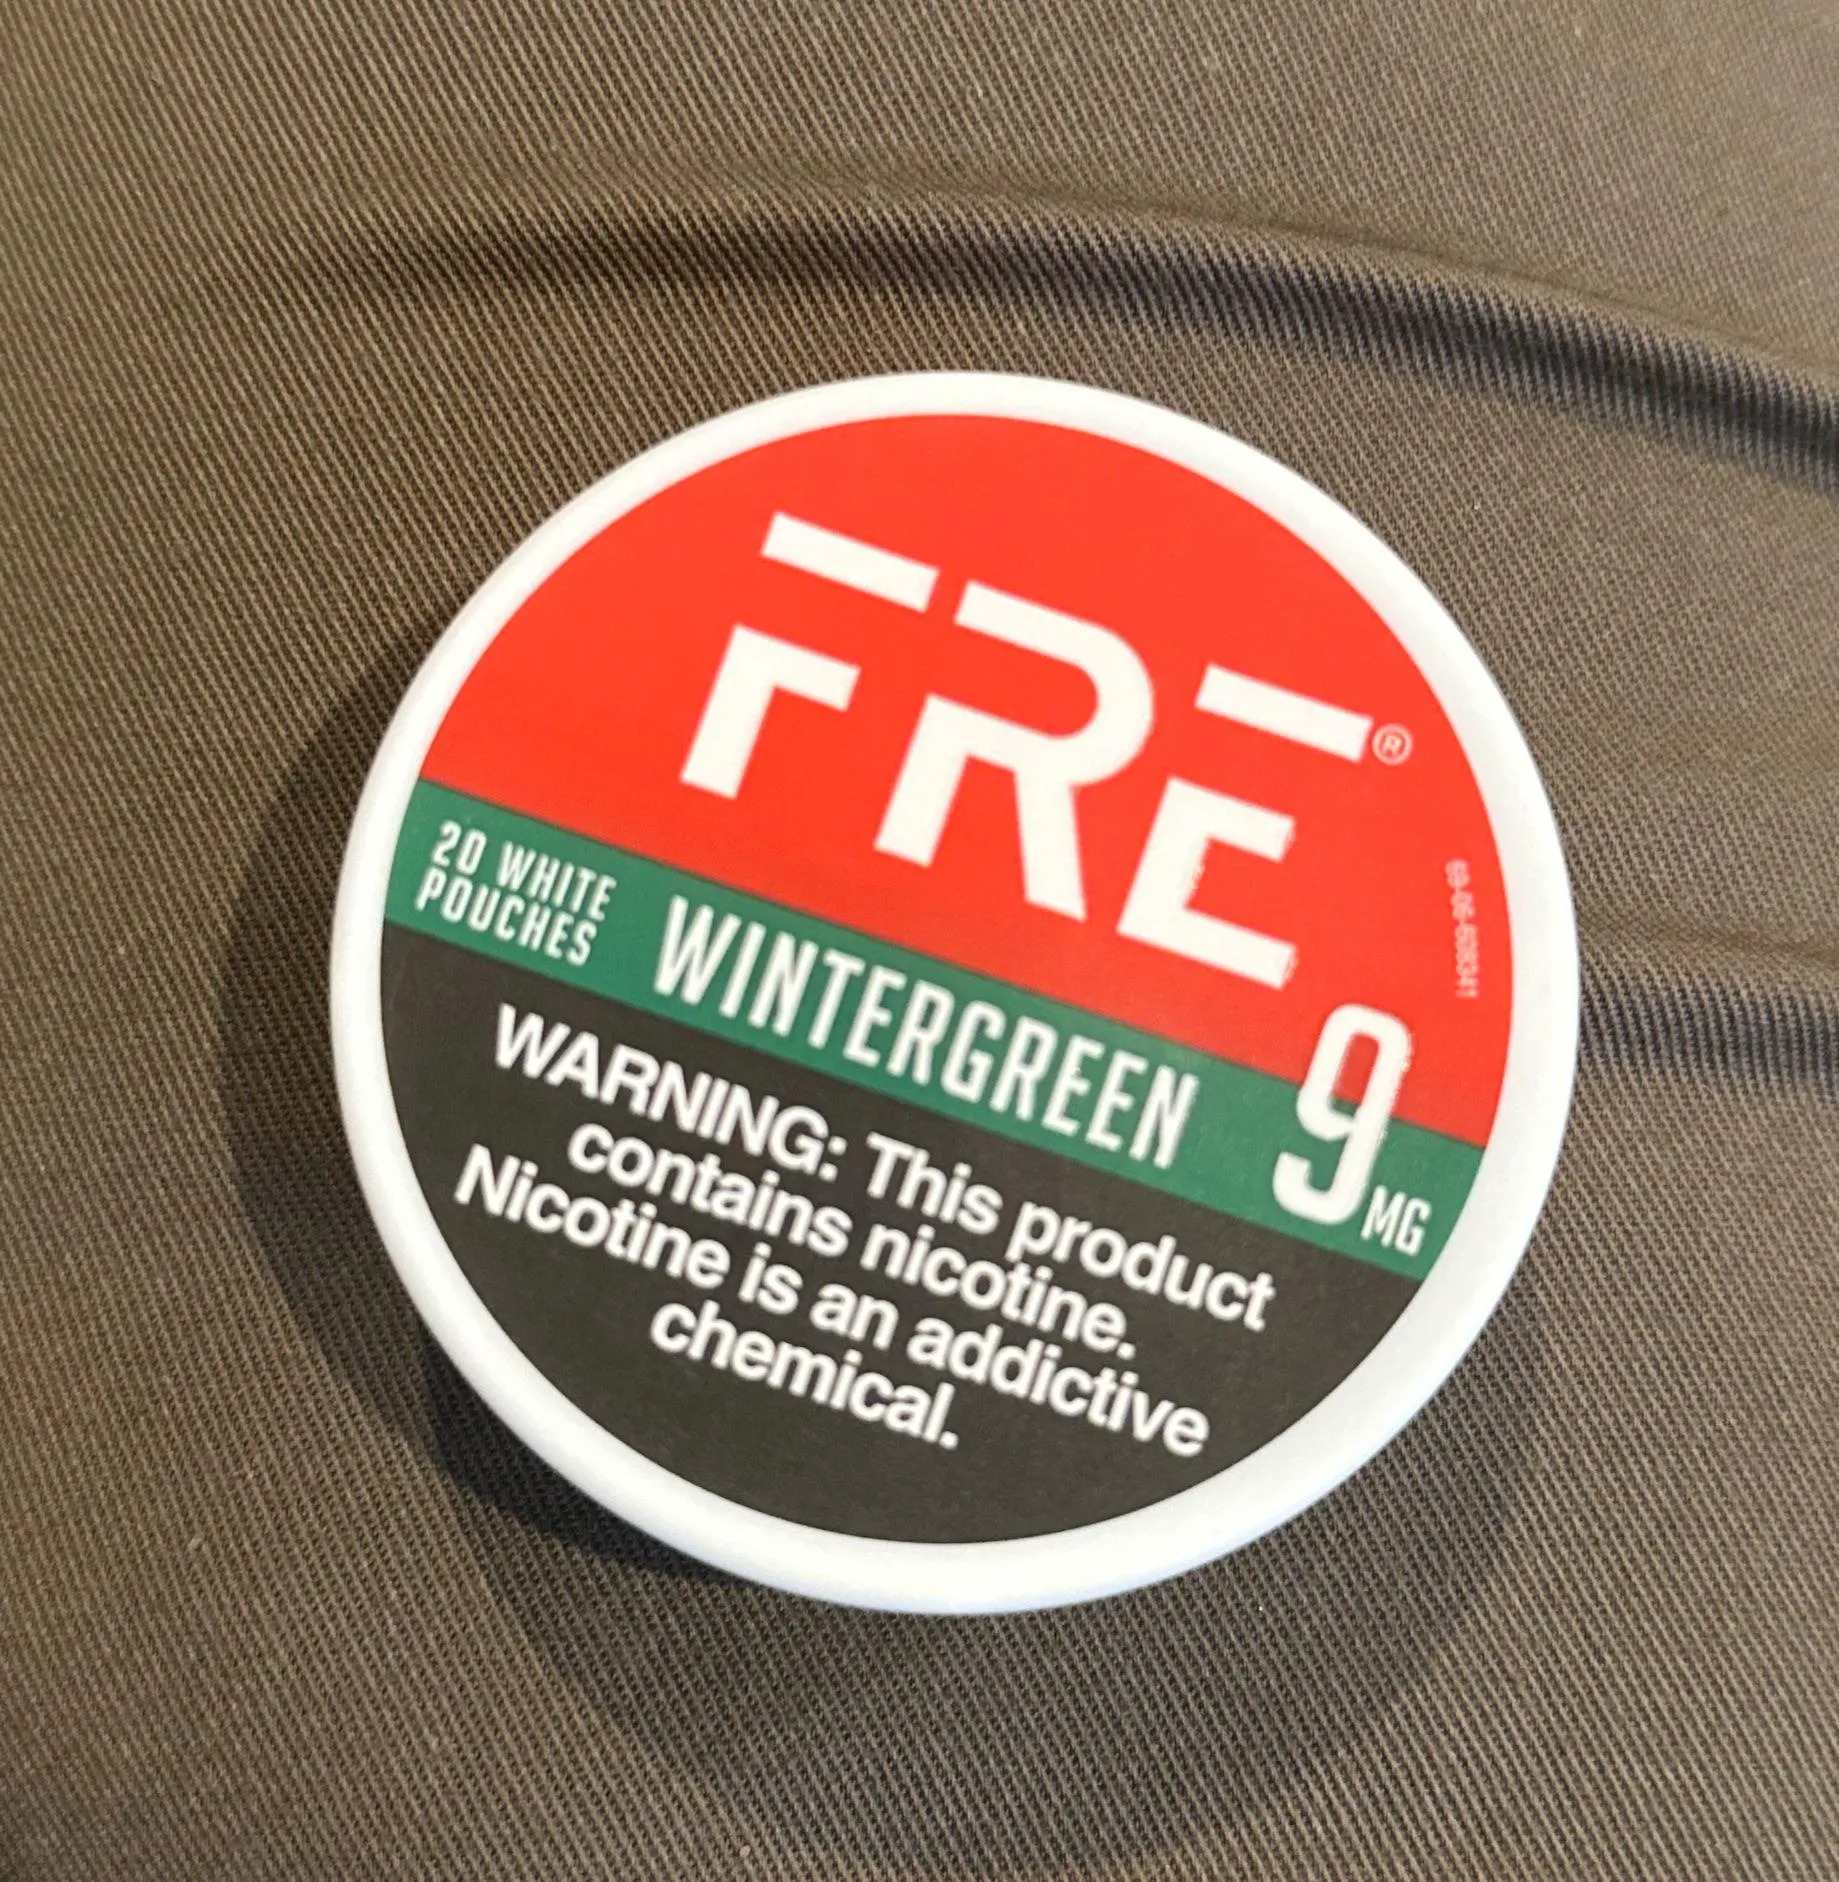 FRE®
20 WHITE
POUCHES
WINTERGREEN
9 MG
WARNING: This product
contains nicotine.
Nicotine is an addictive
chemical.